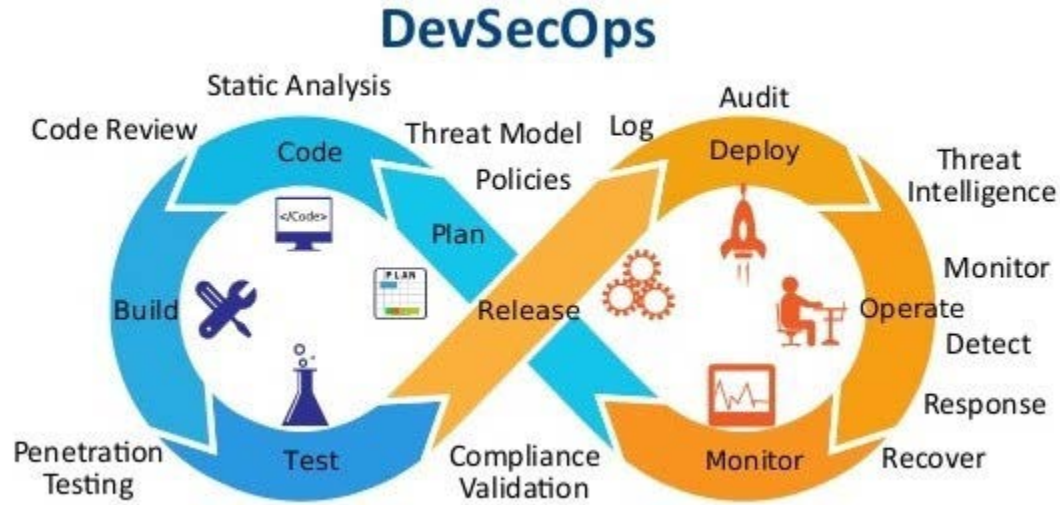 DevSecOps
Static Analysis
Code Review
Code
Threat Model
Policies
Plan
</Code>
PLAN
Build
Test
Penetration
Testing
Release
Compliance
Validation
Log
Audit
Deploy
Threat
Intelligence
Monitor
Operate
Detect
Response
Recover
Monitor